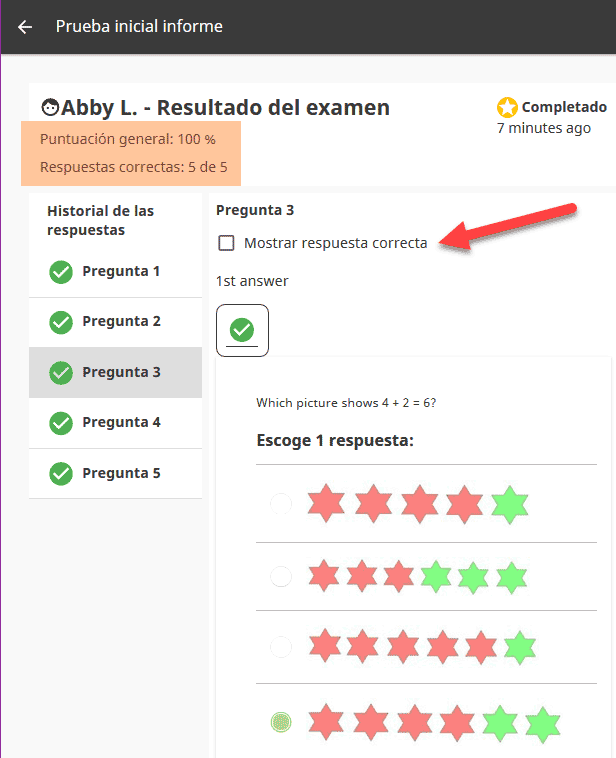 Prueba inicial informe
Abby L. - Resultado del examen
Completado
7 minutes ago
Puntuación general: 100 %
Respuestas correctas: 5 de 5
Historial de las
respuestas
Pregunta 1
Pregunta 2
Pregunta 3
Pregunta 4
Pregunta 5
Pregunta 3
Mostrar respuesta correcta
1st answer
Which picture shows 4 + 2 = 6?
Escoge 1 respuesta: